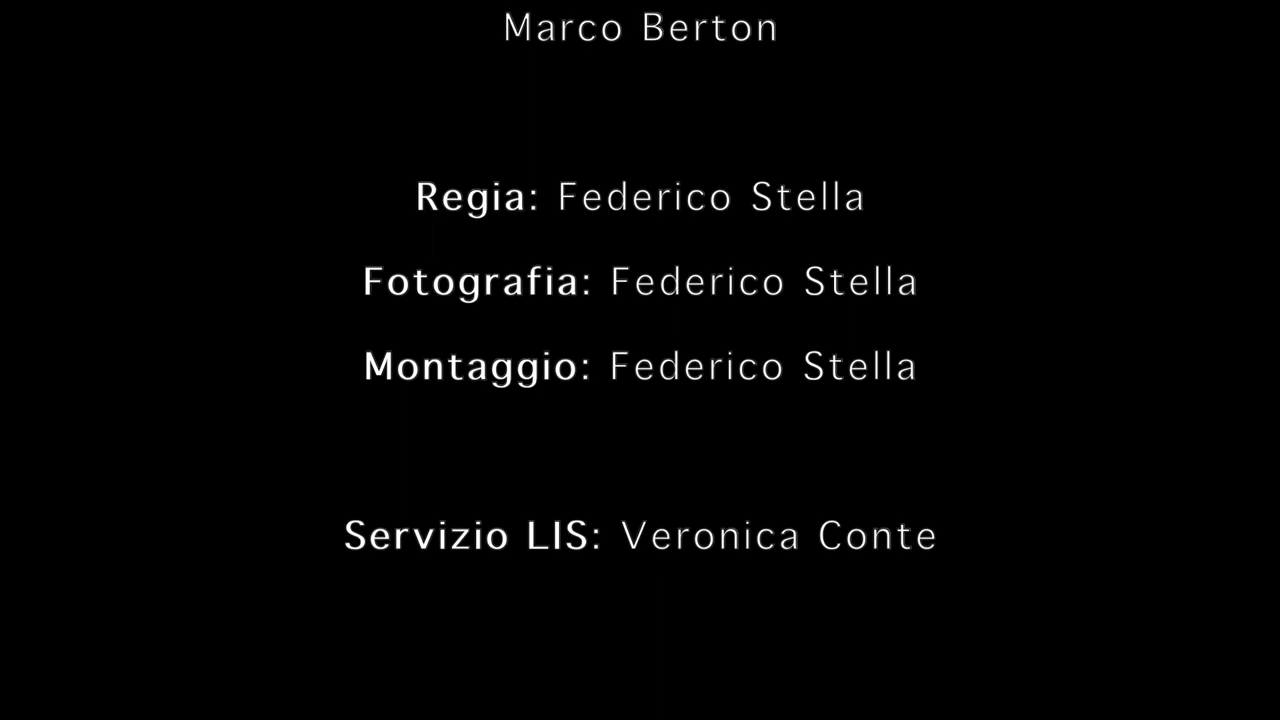 Marco Berton
Regia: Federico Stella
Fotografia: Federico Stella
Montaggio: Federico Stella
Servizio LIS: Veronica Conte